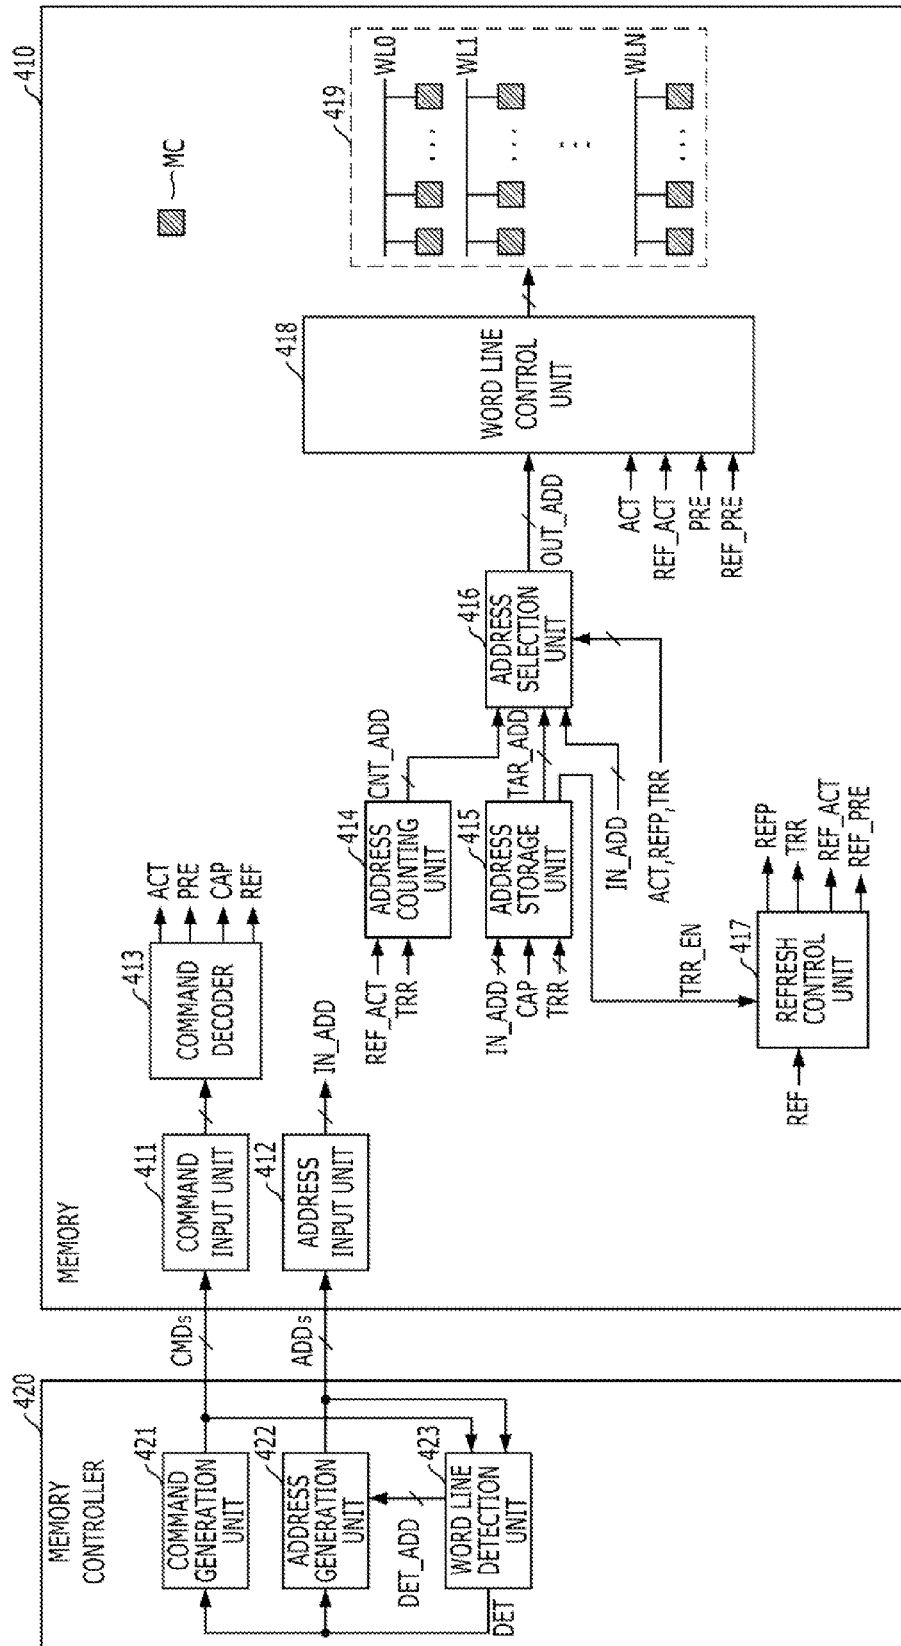 420
MEMORY
CONTROLLER
421
COMMAND
GENERATION
UNIT
422
ADDRESS
GENERATION
UNIT
DET_ADD
423
WORD LINE
DETECTION
UNIT
DET
CMDs
ADDs
410
MEMORY
411
COMMAND
INPUT UNIT
412
ADDRESS
INPUT UNIT
413
COMMAND
DECODER
ACT
PRE
CAP
REF
IN_ADD
REF_ACT
TRR
414
ADDRESS
COUNTING
UNIT
CNT_ADD
IN_ADD
CAP
TRR
415
ADDRESS
STORAGE
UNIT
TAR_ADD
IN_ADD
ACT,REFP,TRR
TRR_EN
REF
417
REFRESH
CONTROL
UNIT
REFP
TRR
REF_ACT
REF_PRE
416
ADDRESS
SELECTION
UNIT
OUT_ADD
ACT
REF_ACT
PRE
REF_PRE
418
WORD LINE
CONTROL
UNIT
MC
419
WL0
...
WL1
...
WLN
...